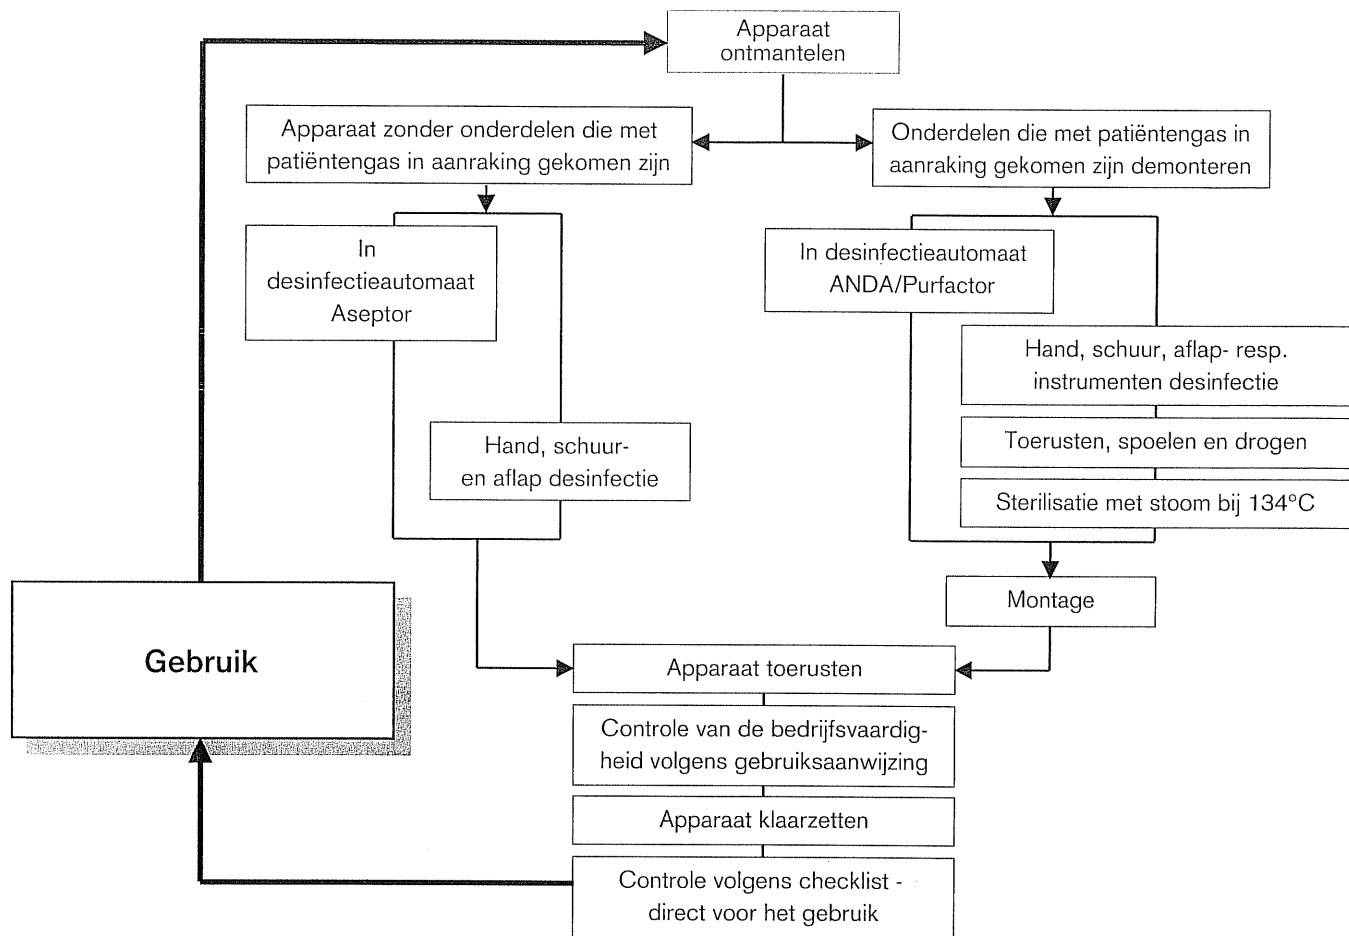 Apparaat
ontmantelen
Apparaat zonder onderdelen die met
patiëntengas in aanraking gekomen zijn
Onderdelen die met patiëntengas in
aanraking gekomen zijn demonteren
In
desinfectieautomaat
Aseptor
In desinfectieautomaat
ANDA/Purfactor
Hand, schuur, aflap- resp.
instrumenten desinfectie
Hand, schuur-
en aflap desinfectie
Toerusten, spoelen en drogen
Sterilisatie met stoom bij 134°C
Montage
Gebruik
Apparaat toerusten
Controle van de bedrijfsvaardig-
heid volgens gebruiksaanwijzing
Apparaat klaarzetten
Controle volgens checklist -
direct voor het gebruik